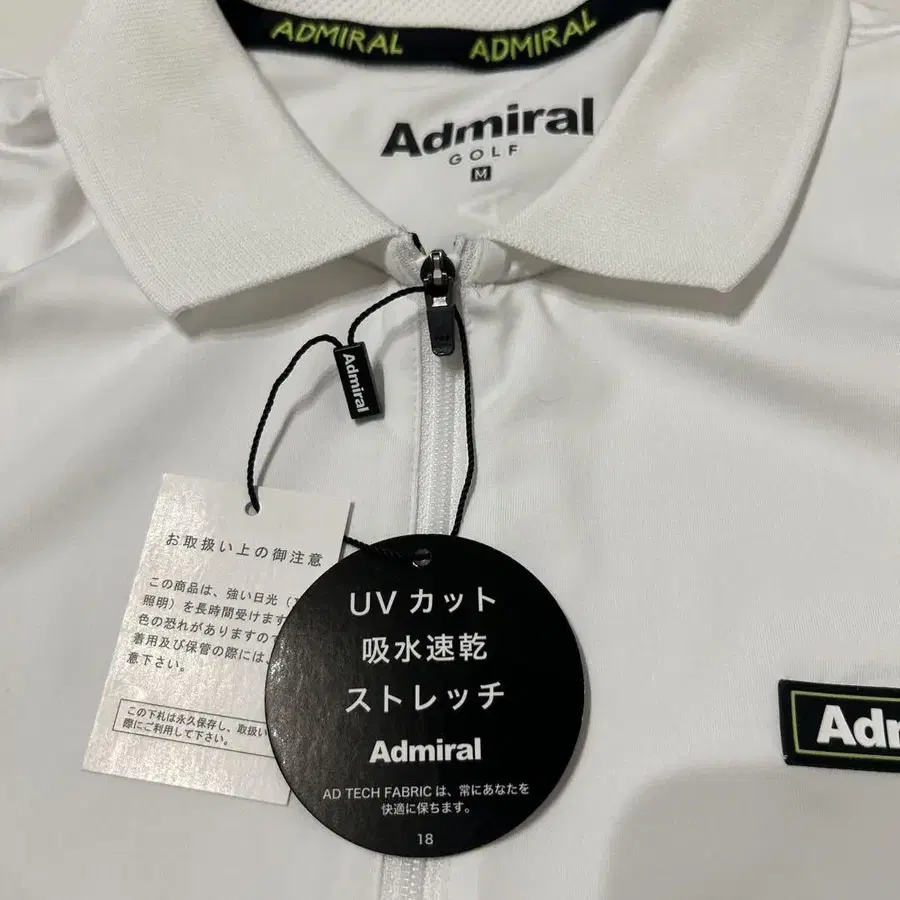 ADMIRAL ADMIRAL
Admiral
GOLF
M
Admiral
お取扱い上の御注意
この商品は、強い日光（
照明）を長時間受けます
色の恐れがありますので
着用及び保管の際には、
意下さい。
この下札は永久保存し、取扱い
際にご利用して下さい。
UV カット
吸水速乾
ストレッチ
Admiral
AD TECH FABRIC は、常にあなたを
快適に保ちます。
18
Adm